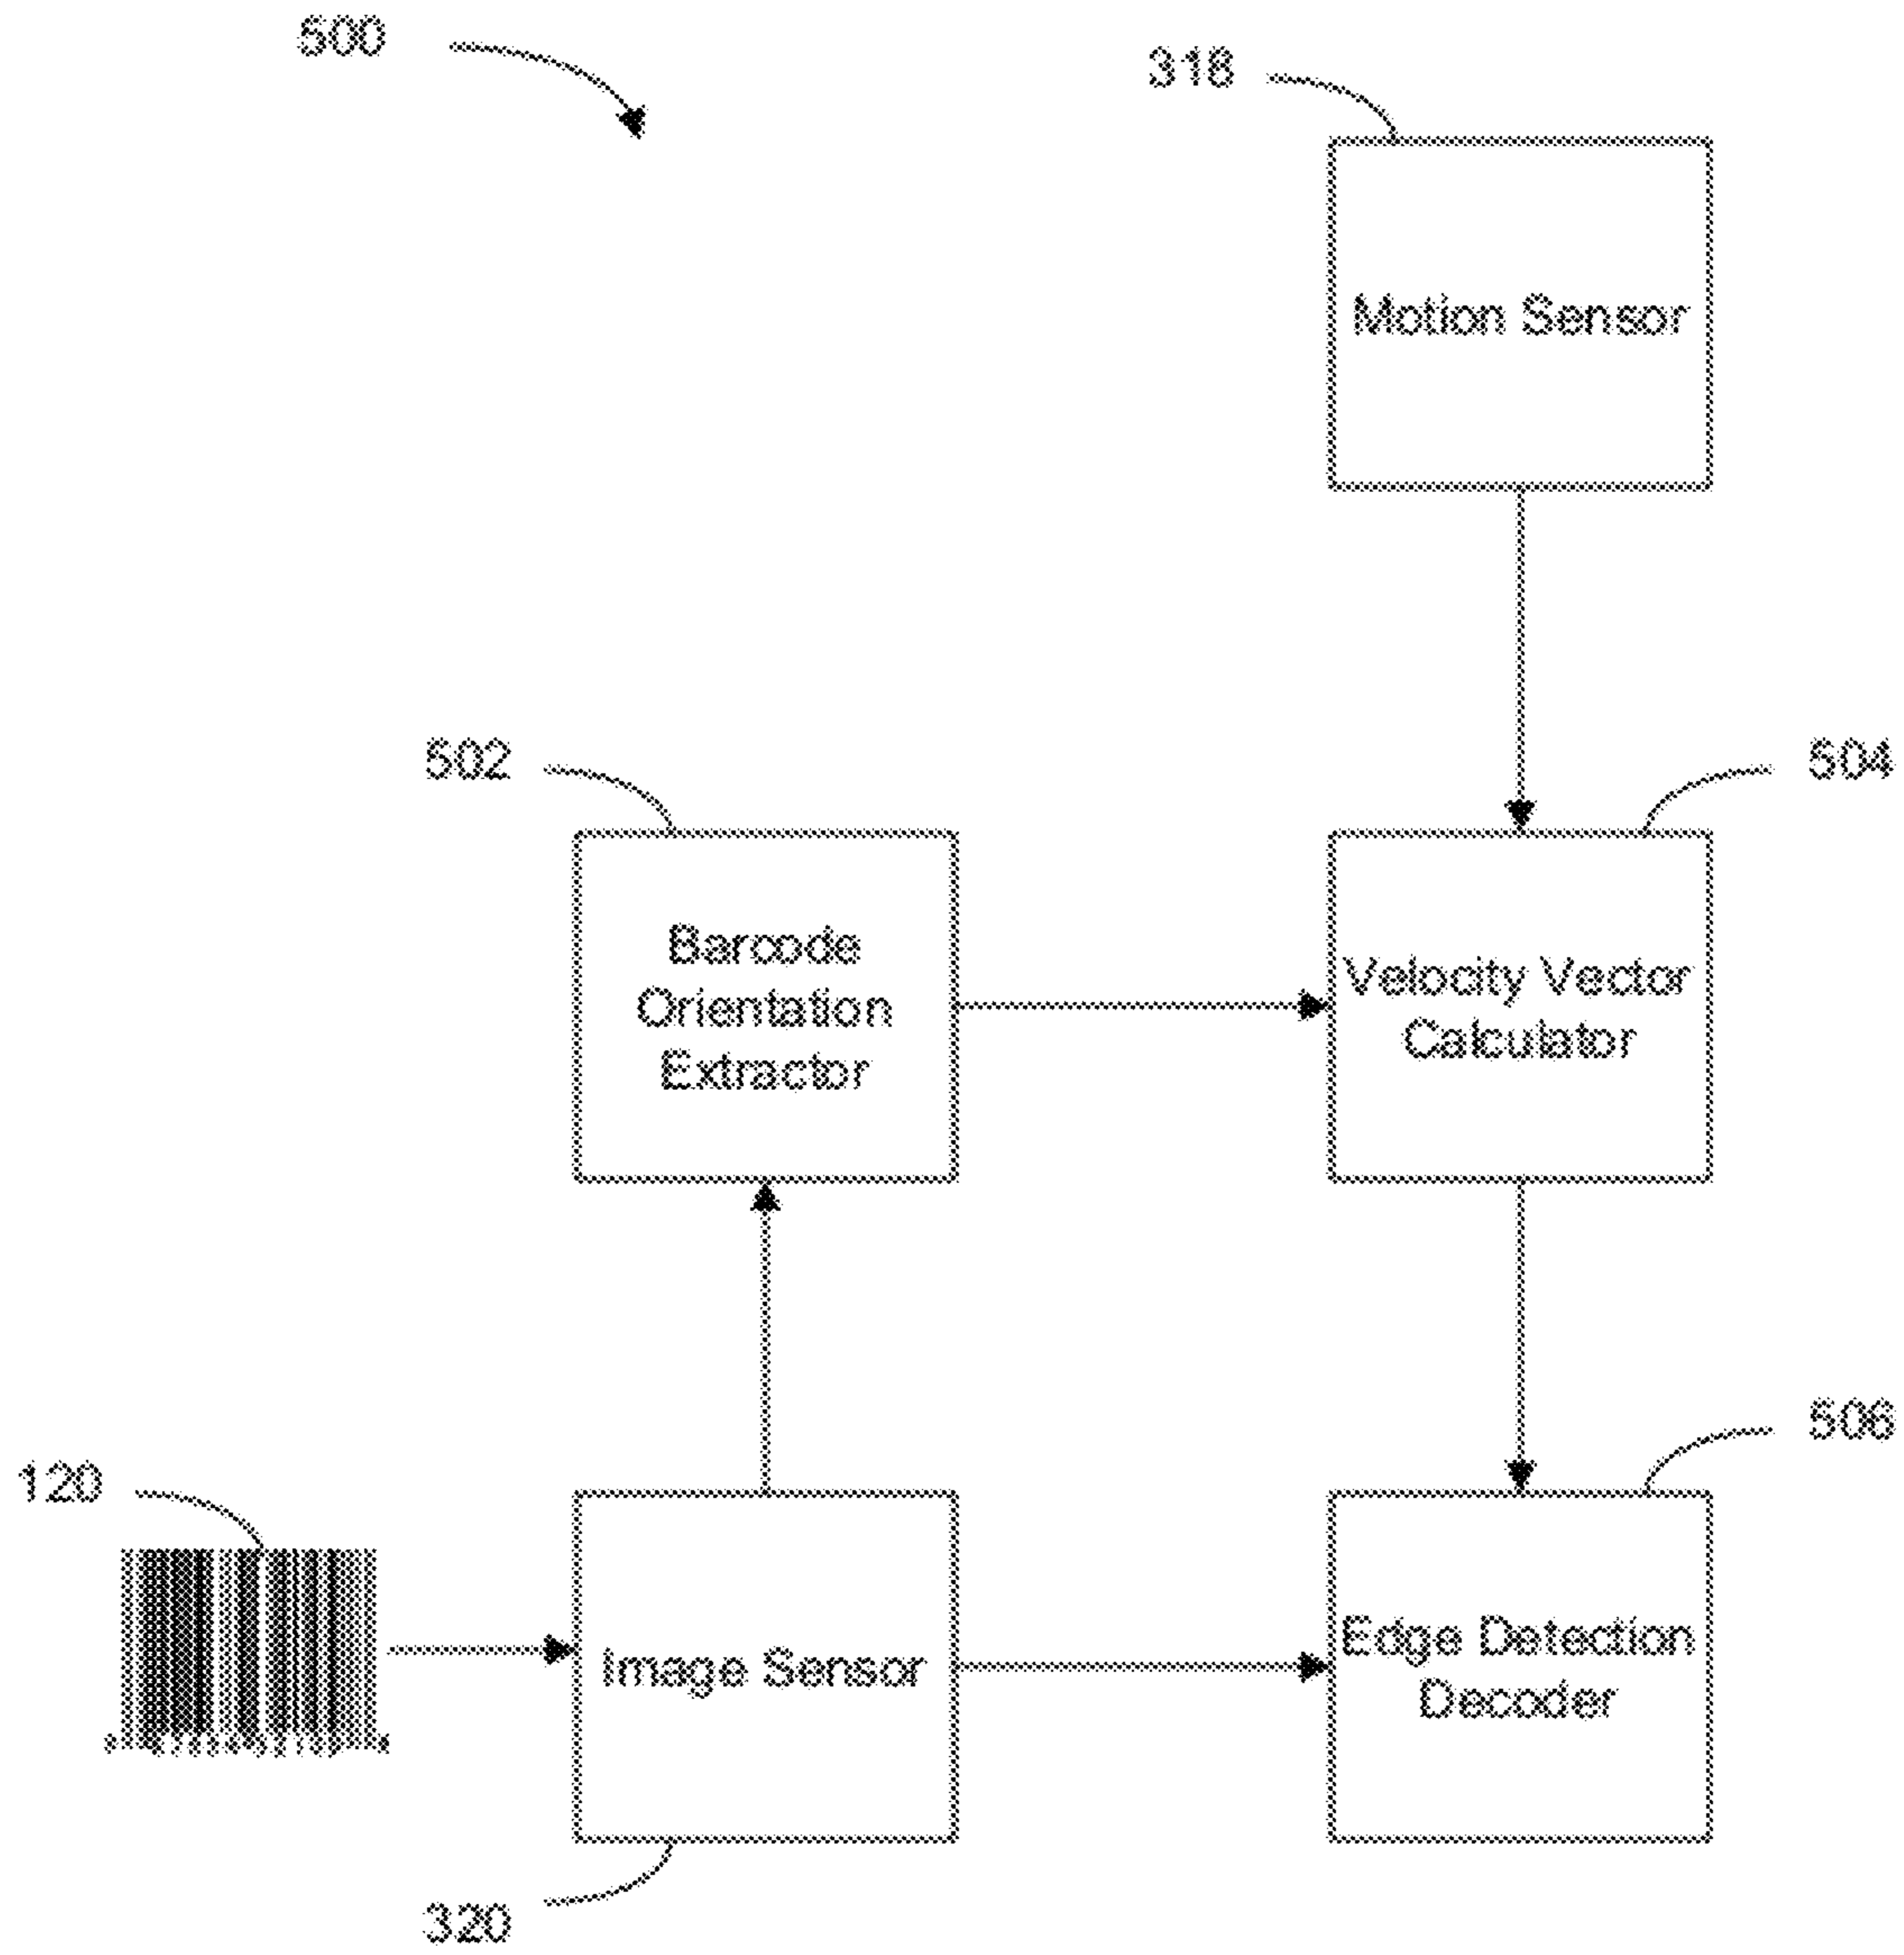 500
318
Motion Sensor
502
504
Barcode
Orientation
Extractor
Velocity Vector
Calculator
506
120
Image Sensor
Edge Detection
Decoder
320